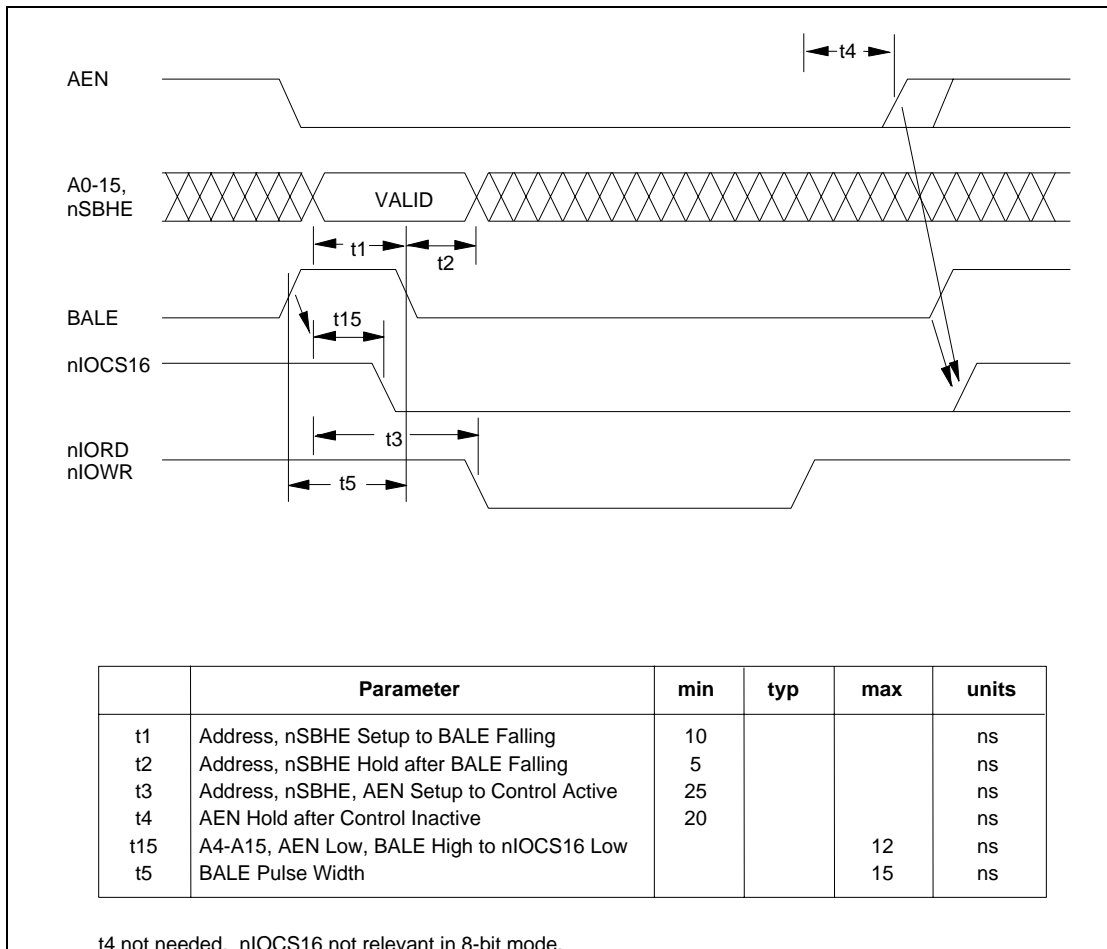 t4
AEN
A0-15,
nSBHE
VALID
t1
t2
BALE
t15
nIOCS16
t3
nIORD
nIOWR
t5
Parameter min typ max units
t1 Address, nSBHE Setup to BALE Falling 10 ns
t2 Address, nSBHE Hold after BALE Falling 5 ns
t3 Address, nSBHE, AEN Setup to Control Active 25 ns
t4 AEN Hold after Control Inactive 20 ns
t15 A4-A15, AEN Low, BALE High to nIOCS16 Low 12 ns
t5 BALE Pulse Width 15 ns
t4 not needed. nIOCS16 not relevant in 8-bit mode.